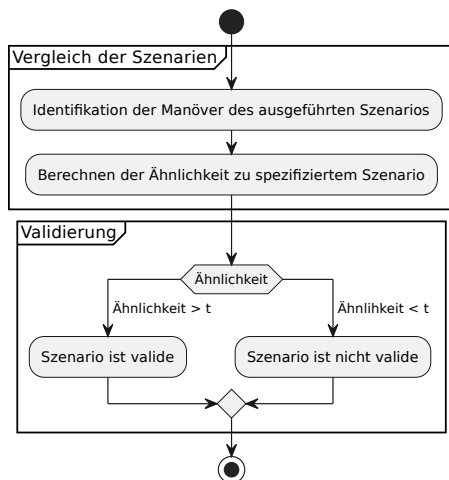 Vergleich der Szenarien
Identifikation der Manöver des ausgeführten Szenarios
Berechnen der Ähnlichkeit zu spezifiziertem Szenario
Validierung
Ähnlichkeit
Ähnlichkeit > t
Ähnlihkeit < t
Szenario ist valide
Szenario ist nicht valide